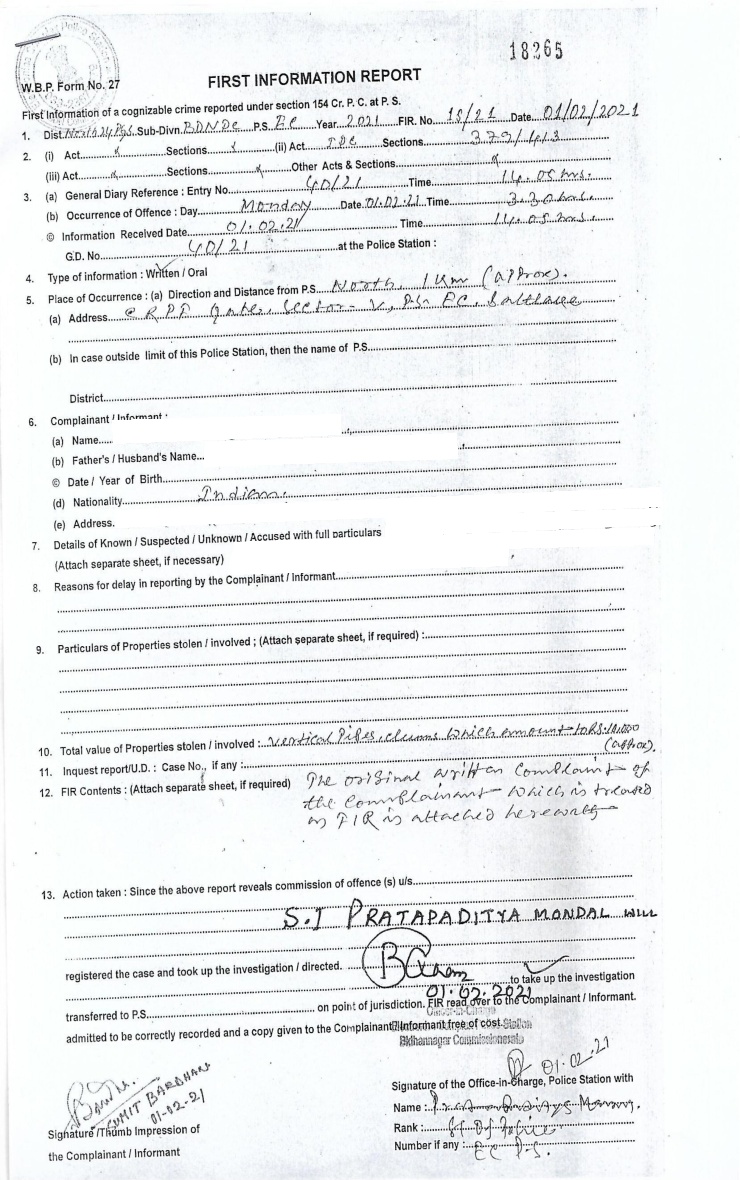 18265
W.B.P. Form No. 27
FIRST INFORMATION REPORT
First Information of a cognizable crime reported under section 154 Cr. P. C. at P. S.
1. Dist. North 24 Pgs. Sub-Divn. BDNDC P.S. EC Year 2021 FIR. No. 18/21 Date 01/02/2021
2. (i) Act x Sections x (ii) Act IPC Sections 379/413
(iii) Act x Sections x Other Acts & Sections x
3. (a) General Diary Reference : Entry No. 40/21 Time 14.05 hrs.
(b) Occurrence of Offence : Day Monday Date 01.02.21 Time 3.30 hrs.
© Information Received Date 01.02.21 Time 14.05 hrs.
G.D. No. 40/21 at the Police Station :
4. Type of information : Written / Oral
5. Place of Occurrence : (a) Direction and Distance from P.S. North, 1 Km (approx).
(a) Address @ RPF Gate, Sector-V, P.S. EC, Saltlake
(b) In case outside limit of this Police Station, then the name of P.S.
District
6. Complainant / Informant :
(a) Name
(b) Father's / Husband's Name
© Date / Year of Birth
(d) Nationality Indian.
(e) Address.
7. Details of Known / Suspected / Unknown / Accused with full particulars
(Attach separate sheet, if necessary)
8. Reasons for delay in reporting by the Complainant / Informant
9. Particulars of Properties stolen / involved ; (Attach separate sheet, if required) :
10. Total value of Properties stolen / involved : Vertical Pipes, clamps which amount to RS. 10,000
(approx).
11. Inquest report/U.D. : Case No., if any :
12. FIR Contents : (Attach separate sheet, if required) The original written complaint of
the complainant which is treated
as FIR is attached herewith
13. Action taken : Since the above report reveals commission of offence (s) u/s.
S.I PRATAPADITYA MONDAL WILL
registered the case and took up the investigation / directed. to take up the investigation
01.02.2021
transferred to P.S. on point of jurisdiction. FIR read over to the Complainant / Informant.
Officer-in-Charge
admitted to be correctly recorded and a copy given to the Complainant / Informant free of cost.
Bidhannagar Commissionerate
01.02.21
SUMIT BARDHAN
01-02-21
Signature / Thumb Impression of
the Complainant / Informant
Signature of the Office-in-Charge, Police Station with
Name :
Rank : SI of Police
Number if any : EC P.S.